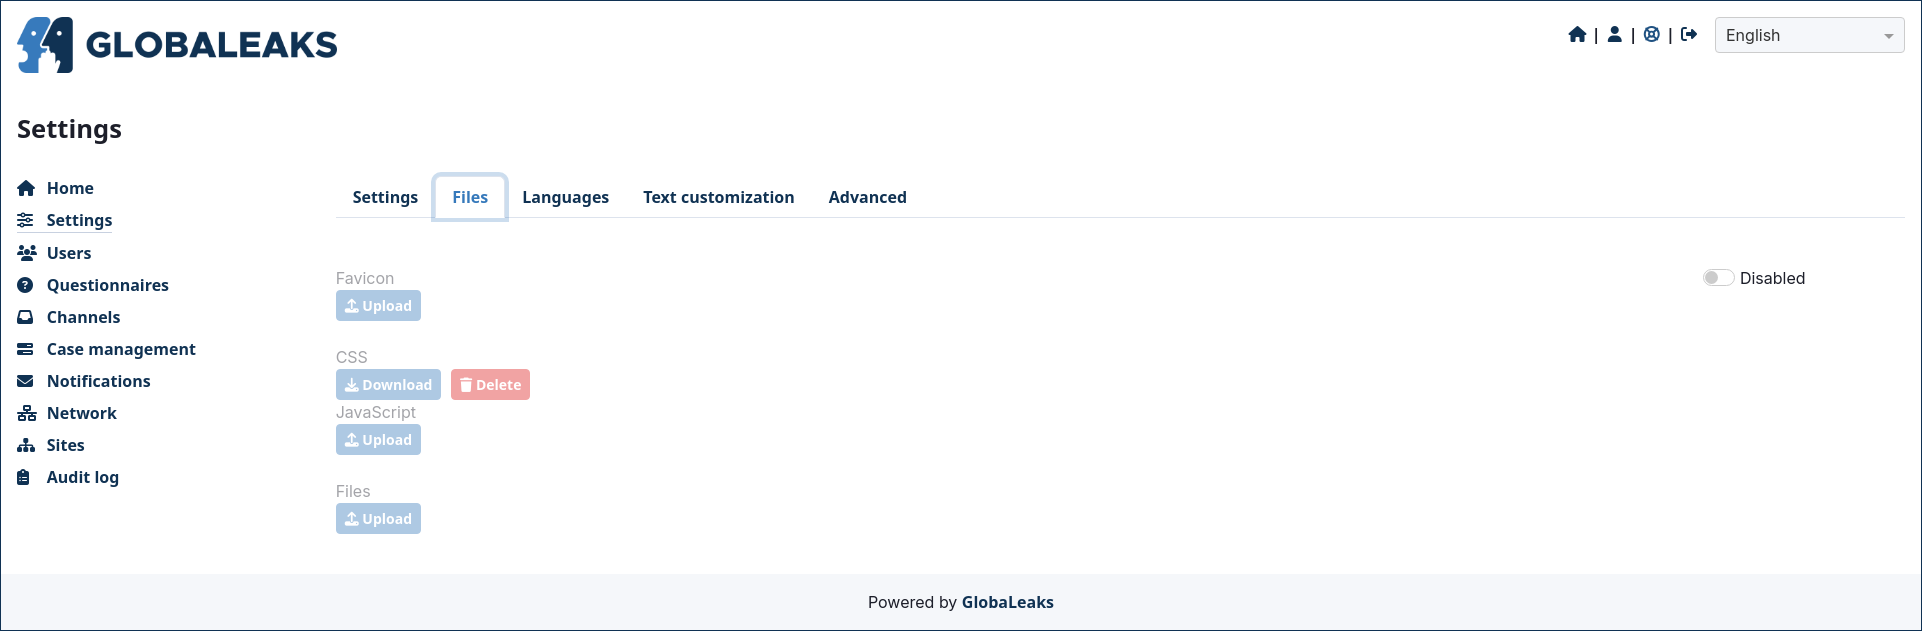 GLOBALEAKS
| | | English
Settings
Home
Settings
Users
Questionnaires
Channels
Case management
Notifications
Network
Sites
Audit log
Settings Files Languages Text customization Advanced
Favicon
Disabled
Upload
CSS
Download Delete
JavaScript
Upload
Files
Upload
Powered by GlobaLeaks